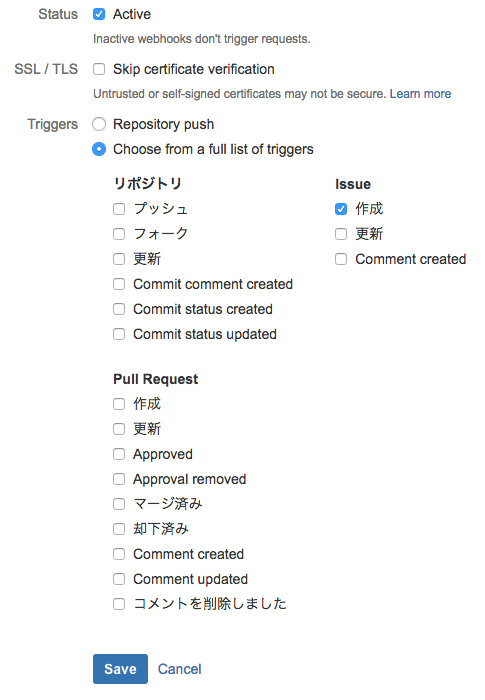 Status Active
Inactive webhooks don't trigger requests.
SSL / TLS Skip certificate verification
Untrusted or self-signed certificates may not be secure. Learn more
Triggers Repository push
Choose from a full list of triggers
リポジトリ
プッシュ
フォーク
更新
Commit comment created
Commit status created
Commit status updated
Issue
作成
更新
Comment created
Pull Request
作成
更新
Approved
Approval removed
マージ済み
却下済み
Comment created
Comment updated
コメントを削除しました
Save Cancel